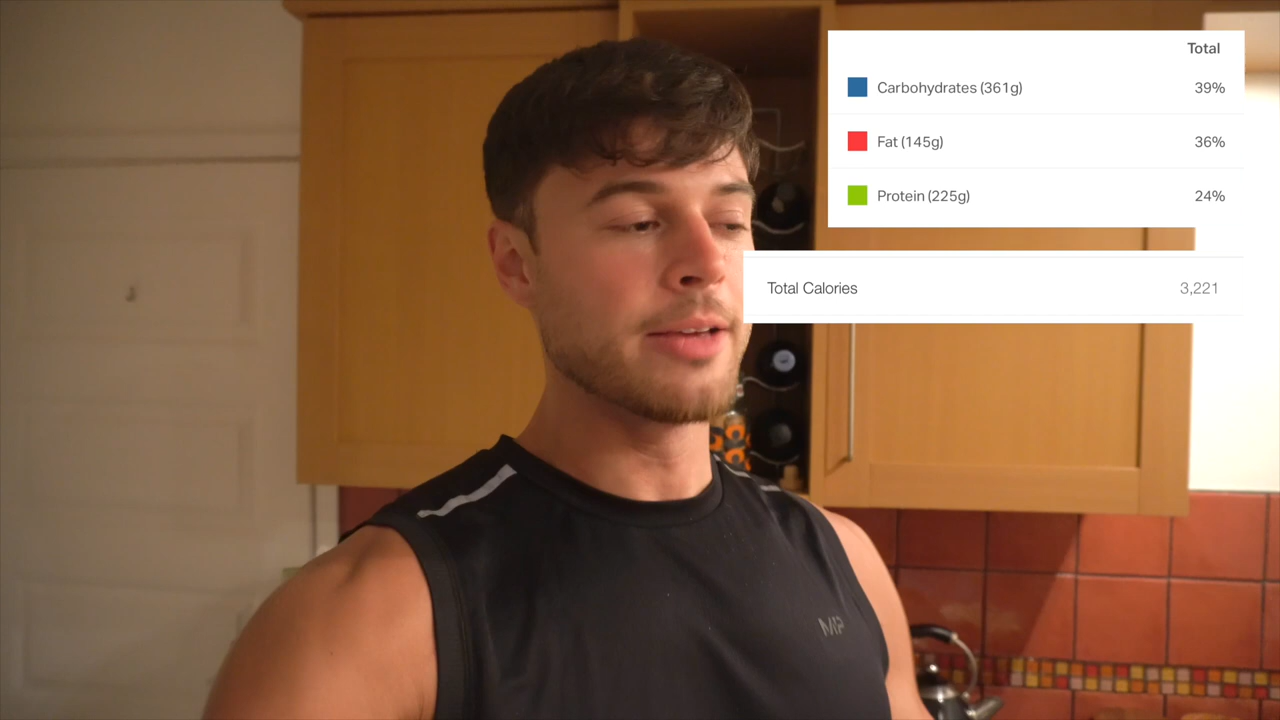 Total
Carbohydrates (361g) 39%
Fat (145g) 36%
Protein (225g) 24%
Total Calories 3,221
MP